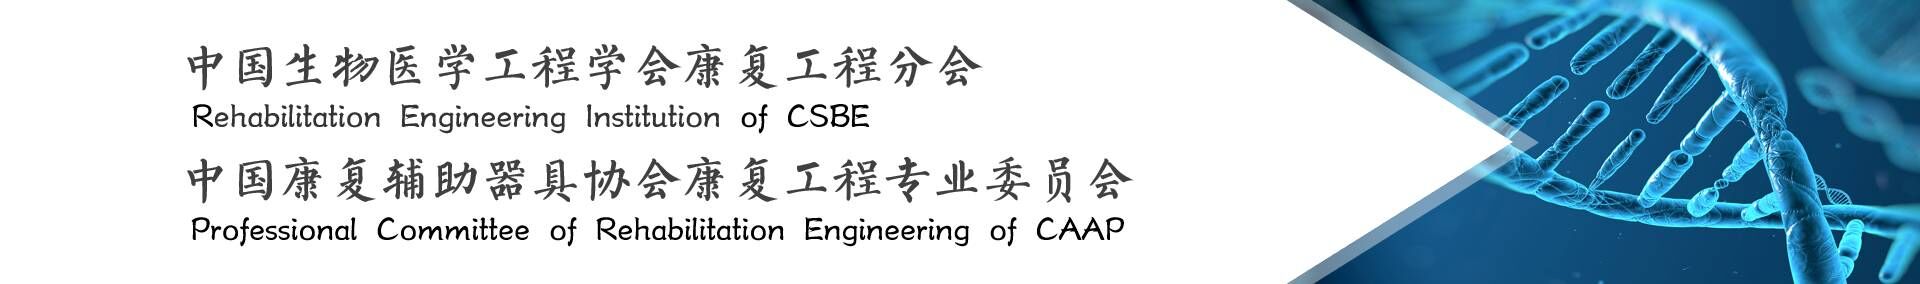 中国生物医学工程学会康复工程分会
Rehabilitation Engineering Institution of CSBE
中国康复辅助器具协会康复工程专业委员会
Professional Committee of Rehabilitation Engineering of CAAP